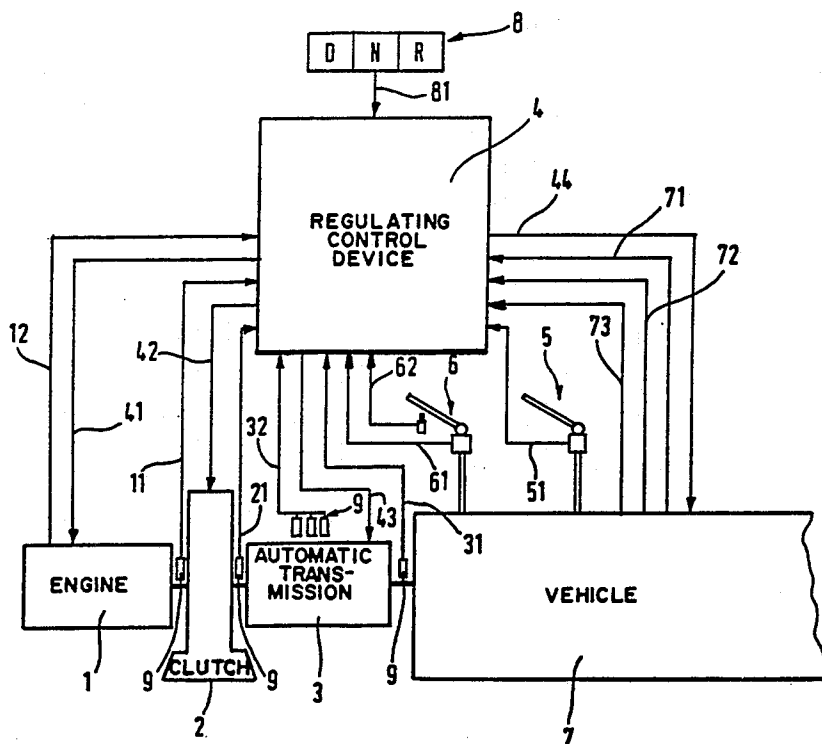 8
D N R
81
4
REGULATING
CONTROL
DEVICE
44
71
72
12
41
11
42
21
32
62
6
5
73
61
51
9
43
31
ENGINE
AUTOMATIC
TRANS-
MISSION
VEHICLE
1
9
CLUTCH
9
2
3
9
7